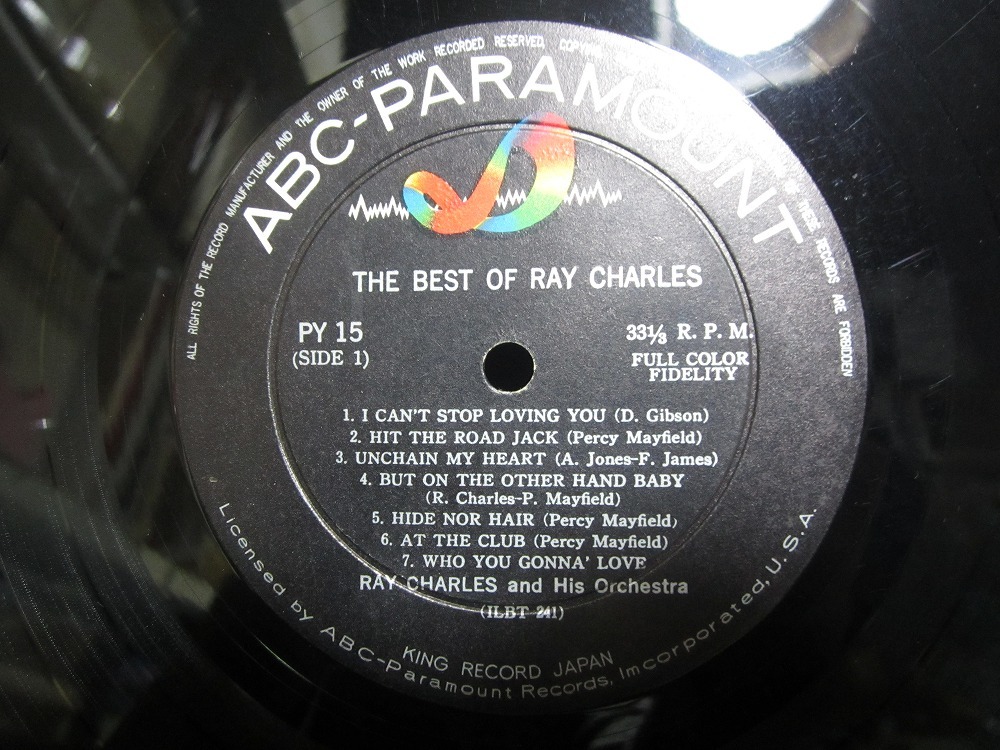 ALL RIGHTS OF THE RECORD MANUFACTURER AND THE OWNER OF THE WORK RECORDED RESERVED.
THESE RECORDS ARE FORBIDDEN
ABC-PARAMOUNT
THE BEST OF RAY CHARLES
PY 15
(SIDE 1)
33⅓ R. P. M.
FULL COLOR
FIDELITY
1. I CAN'T STOP LOVING YOU (D. Gibson)
2. HIT THE ROAD JACK (Percy Mayfield)
3. UNCHAIN MY HEART (A. Jones-F. James)
4. BUT ON THE OTHER HAND BABY
(R. Charles-P. Mayfield)
5. HIDE NOR HAIR (Percy Mayfield)
6. AT THE CLUB (Percy Mayfield)
7. WHO YOU GONNA' LOVE
RAY CHARLES and His Orchestra
(ILBT 241)
KING RECORD JAPAN
Licensed by ABC-Paramount Records, Imcorporated, U.S.A.